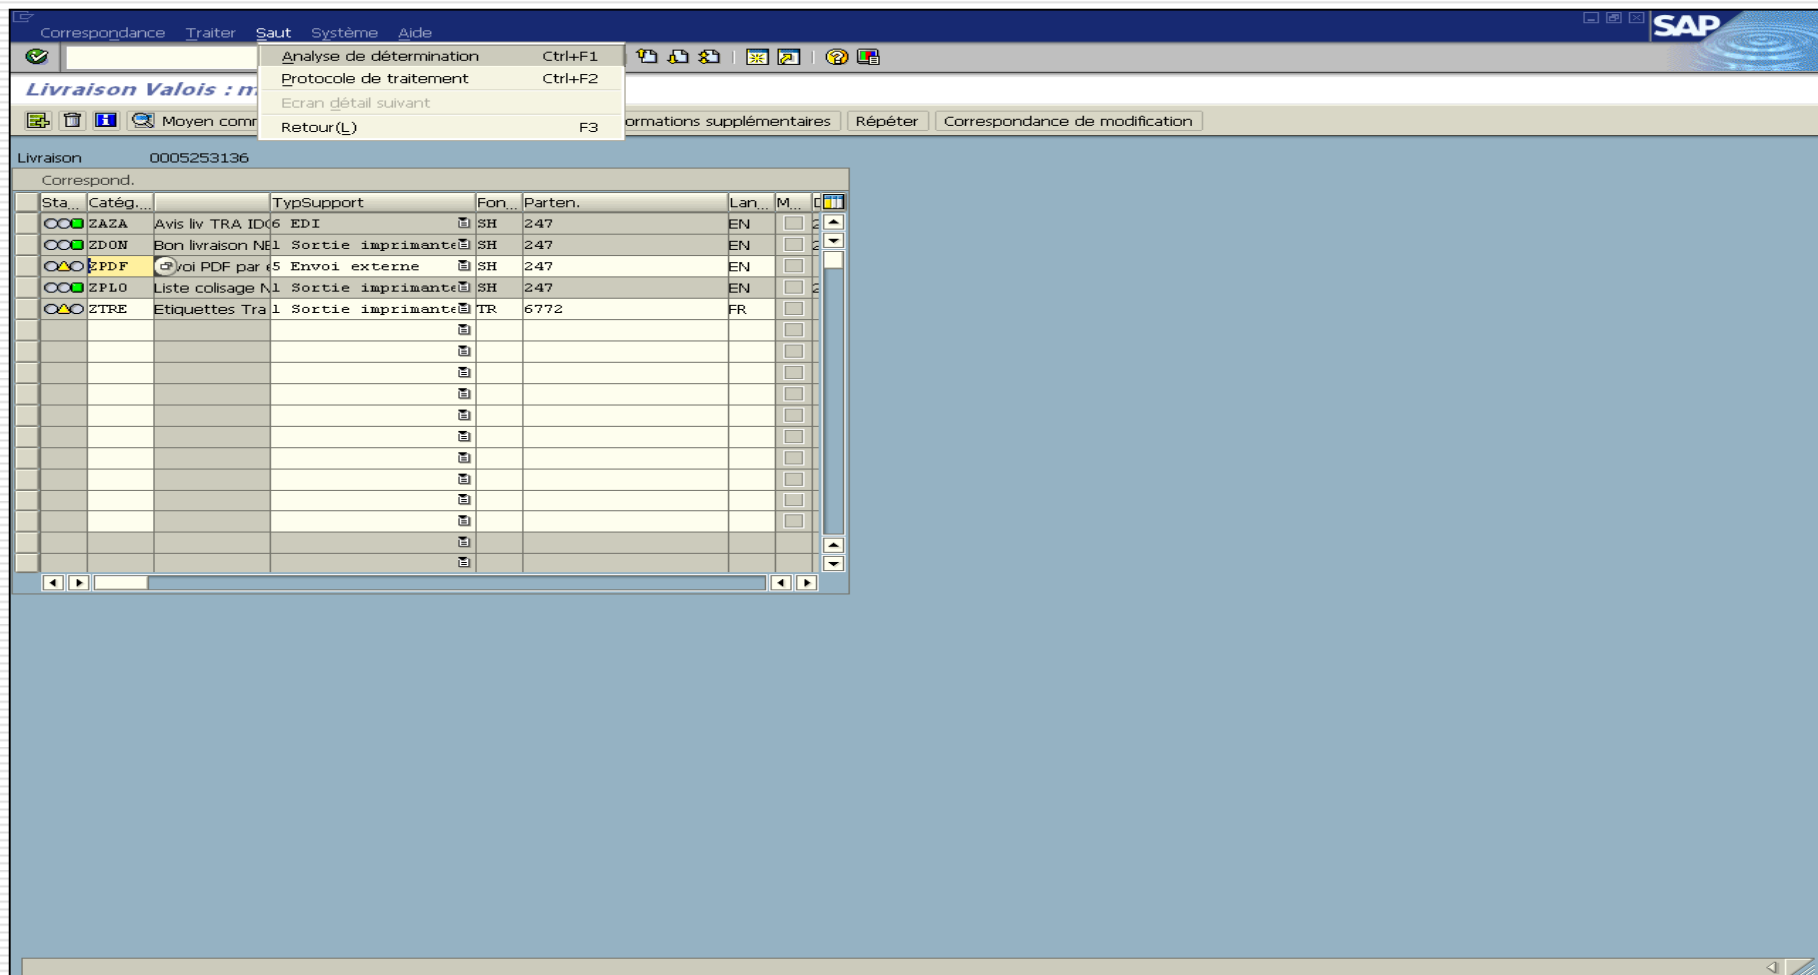 Correspondance Traiter Saut Système Aide
SAP
Analyse de détermination Ctrl+F1
Protocole de traitement Ctrl+F2
Ecran détail suivant
Retour(L) F3
Livraison Valois : m
Moyen comm ormations supplémentaires Répéter Correspondance de modification
Livraison 0005253136
Correspond.
Sta... Catég.... TypSupport Fon... Parten. Lan... M...
ZAZA Avis liv TRA ID 6 EDI SH 247 EN
ZDON Bon livraison NE 1 Sortie imprimante SH 247 EN
ZPDF voi PDF par e 5 Envoi externe SH 247 EN
ZPLO Liste colisage N 1 Sortie imprimante SH 247 EN
ZTRE Etiquettes Tra 1 Sortie imprimante TR 6772 FR